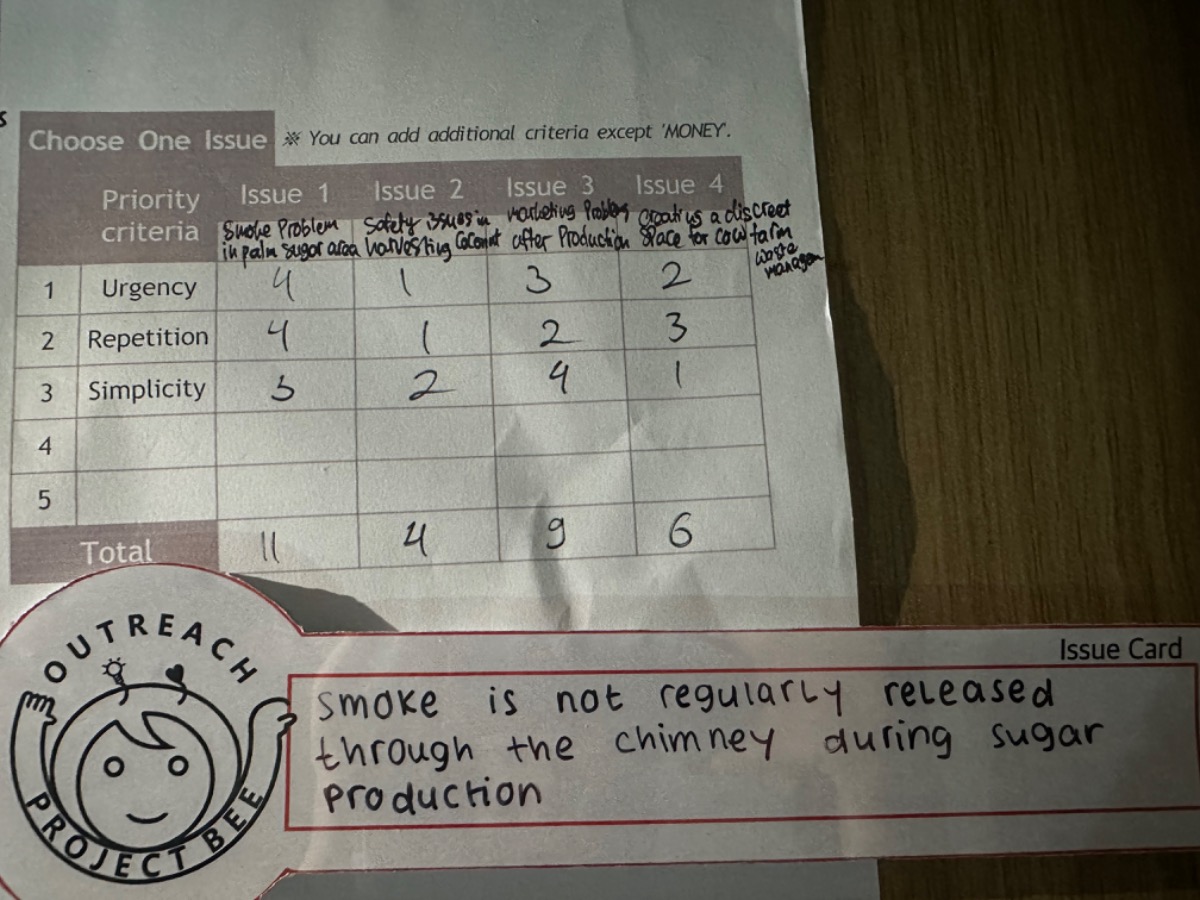 s
Choose One Issue ※ You can add additional criteria except 'MONEY'.
Priority criteria Issue 1 Issue 2 Issue 3 Issue 4
Smoke Problem in palm sugar area
Safety issues in harvesting Coconut
Marketing Problem after Production
Creating a discreet Space for cow farm waste managem
1 Urgency 4 1 3 2
2 Repetition 4 1 2 3
3 Simplicity 3 2 4 1
4
5
Total 11 4 9 6
OUTREACH
PROJECT BEE
Issue Card
smoke is not regularly released
through the chimney during sugar
production